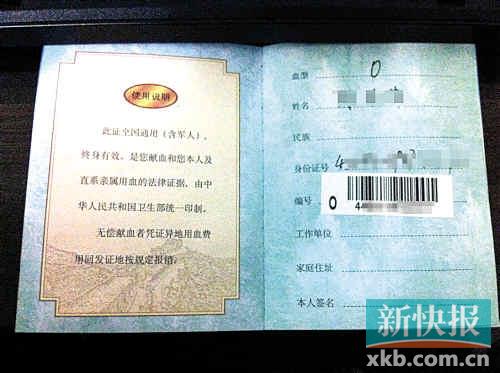 使用说明
此证全国通用（含军人），
终身有效。是您献血和您本人及
直系亲属用血的法律证据，由中
华人民共和国卫生部统一印制。
无偿献血者凭证异地用血费
用回发证地按规定报销。
血型 O
姓名
民族
身份证号 4
编号
O 4
工作单位
家庭住址
本人签名
新快报
xkb.com.cn